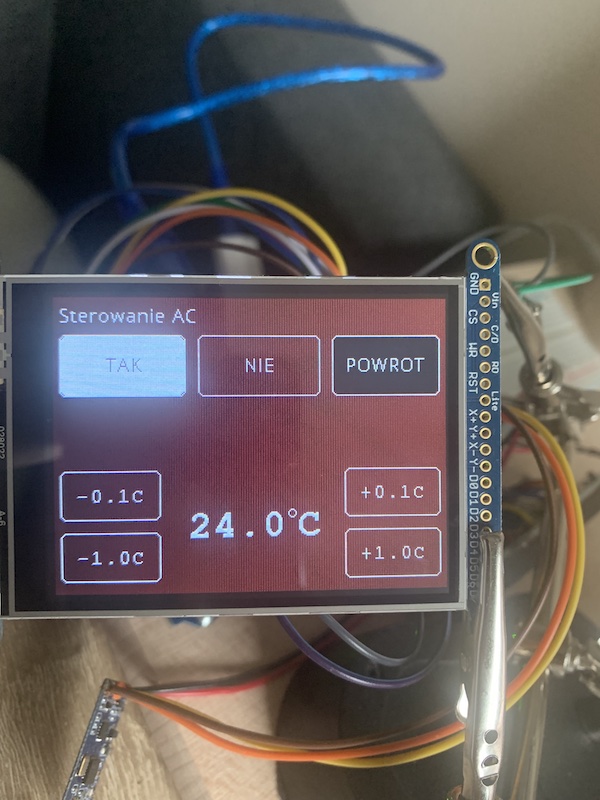 Sterowanie AC
TAK
NIE
POWROT
-0.1C
+0.1C
24.0°C
-1.0C
+1.0C
Vin
GND
C/D
CS
RD
WR
Lite
RST
X+Y+X-Y-D0D1D2D3D4D5D6